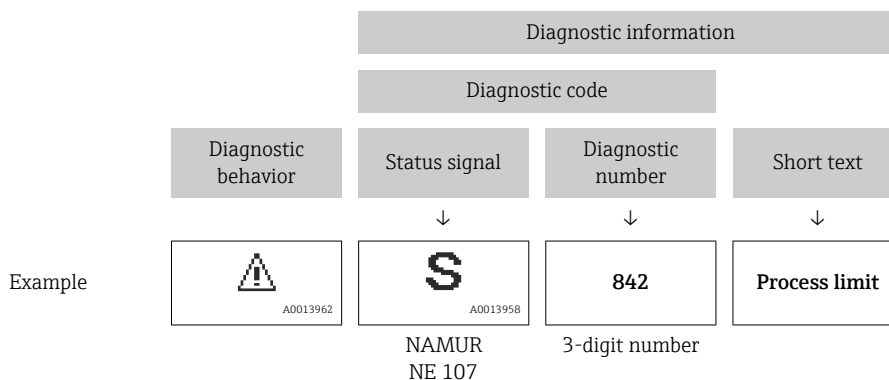 Diagnostic information
Diagnostic code
Diagnostic
behavior
Status signal
Diagnostic
number
Short text
↓ ↓ ↓
Example
A0013962
S
A0013958
842
Process limit
NAMUR
NE 107
3-digit number